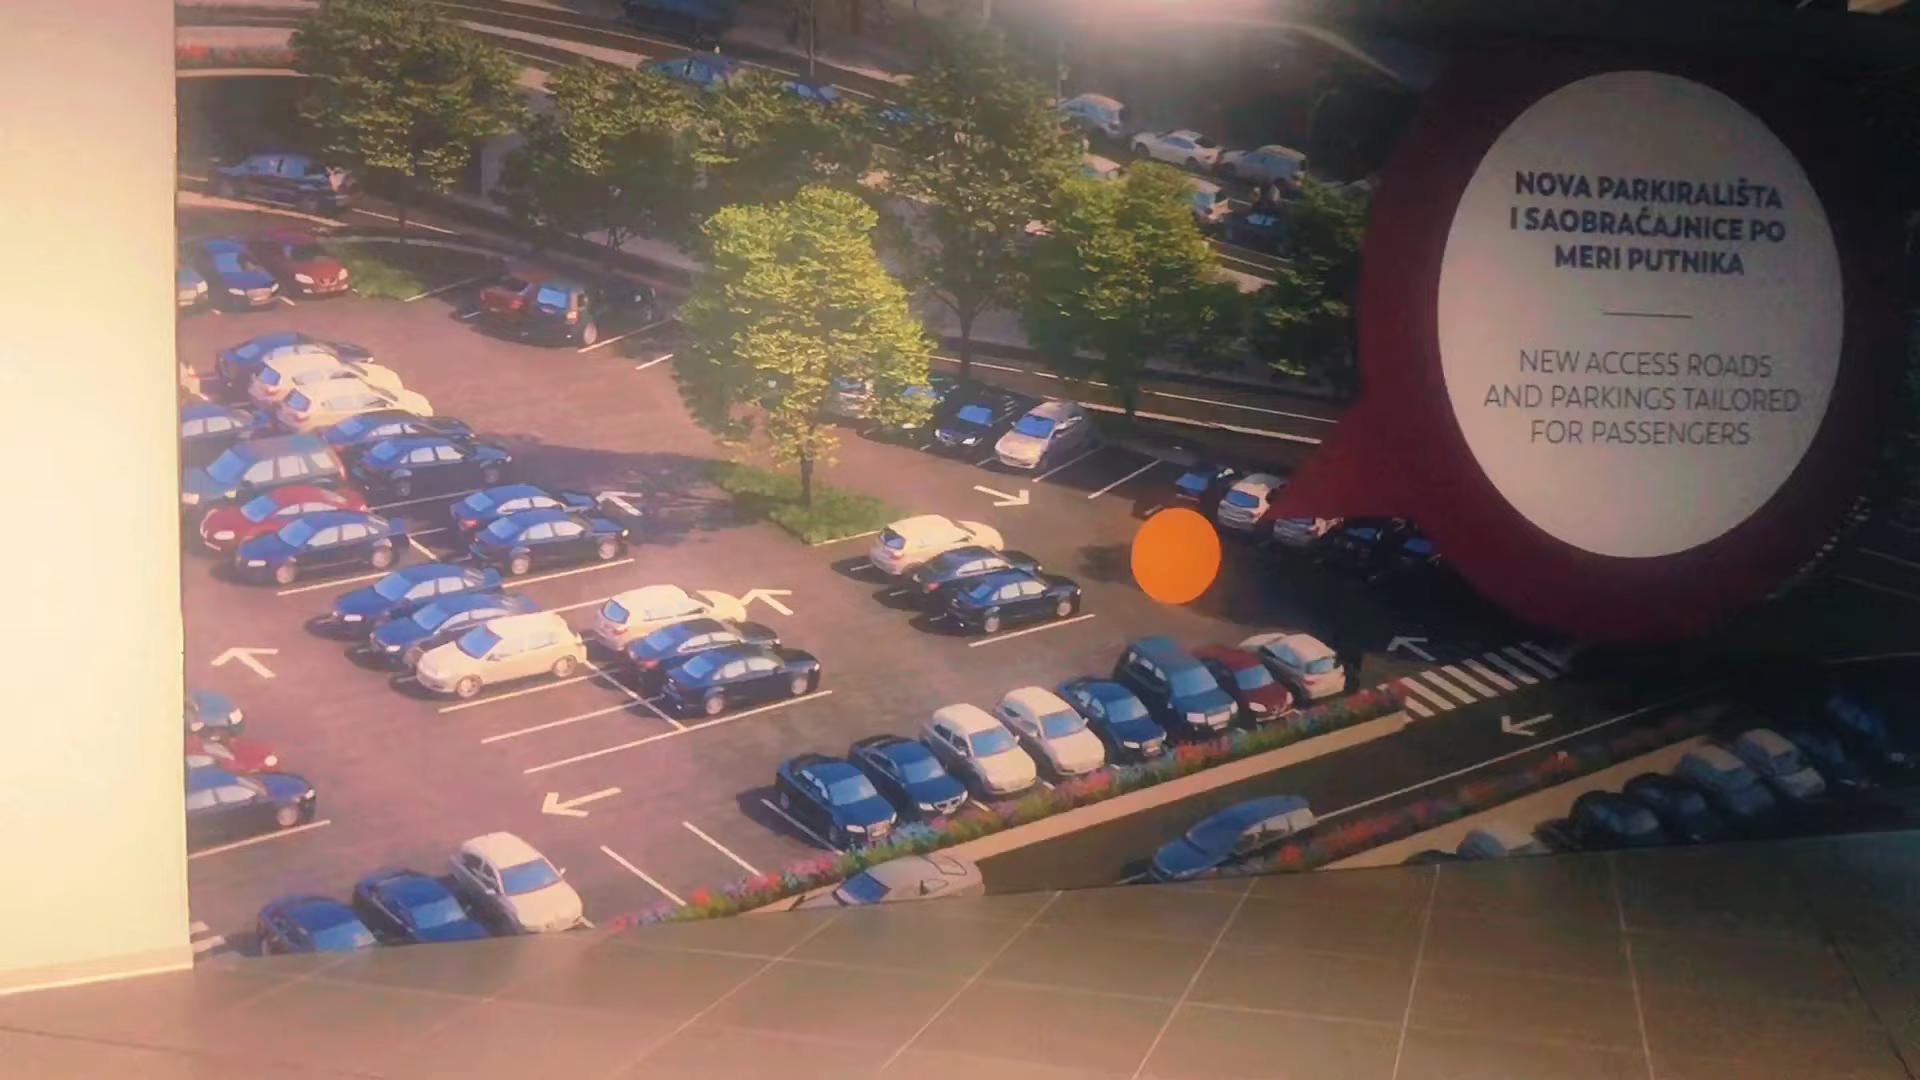 NOVA PARKIRALIŠTA
I SAOBRAĆAJNICE PO
MERI PUTNIKA
NEW ACCESS ROADS
AND PARKINGS TAILORED
FOR PASSENGERS